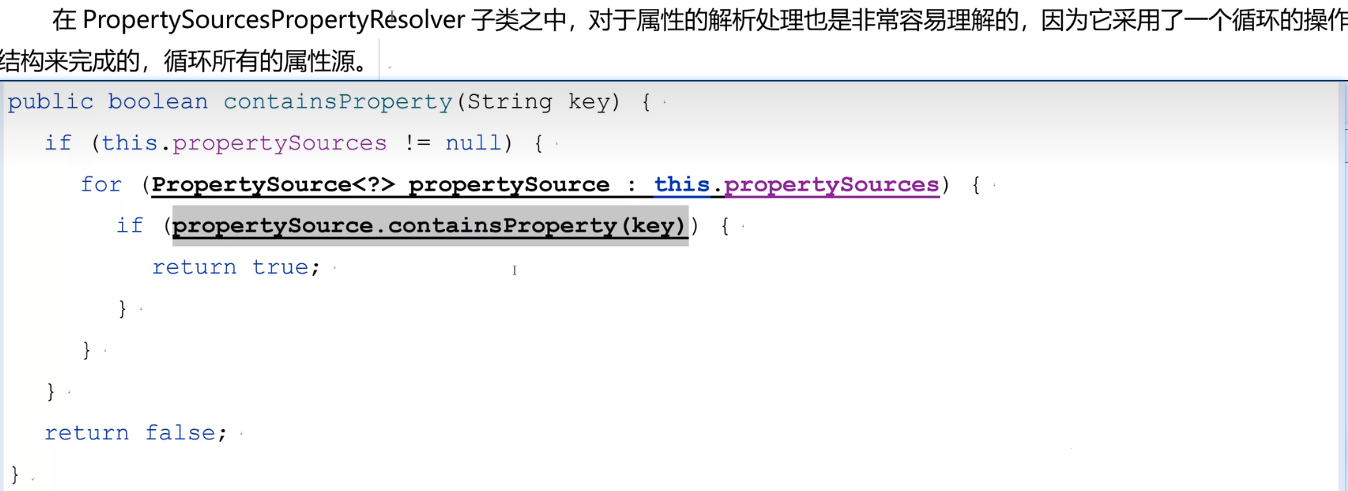 在 PropertySourcesPropertyResolver 子类之中，对于属性的解析处理也是非常容易理解的，因为它采用了一个循环的操作
结构来完成的，循环所有的属性源。
public boolean containsProperty(String key) {
if (this.propertySources != null) {
for (PropertySource<?> propertySource : this.propertySources) {
if (propertySource.containsProperty(key)) {
return true;
}
}
}
return false;
}